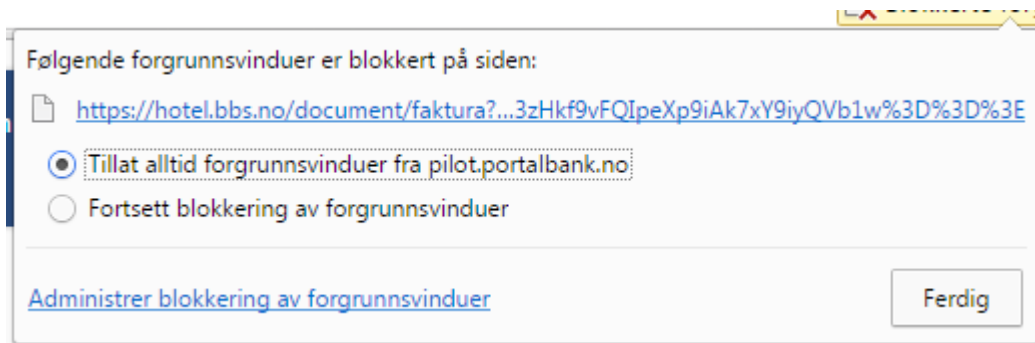 Følgende forgrunnsvinduer er blokkert på siden:
https://hotel.bbs.no/document/faktura?...3zHkf9vFQIpeXp9iAk7xY9iyQVb1w%3D%3D%3E
Tillat alltid forgrunnsvinduer fra pilot.portalbank.no
Fortsett blokkering av forgrunnsvinduer
Administrer blokkering av forgrunnsvinduer
Ferdig